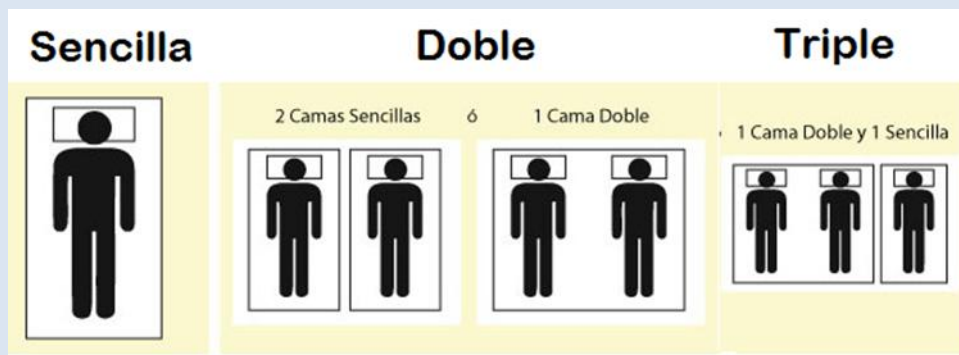 Sencilla
Doble
Triple
2 Camas Sencillas ó 1 Cama Doble
1 Cama Doble y 1 Sencilla